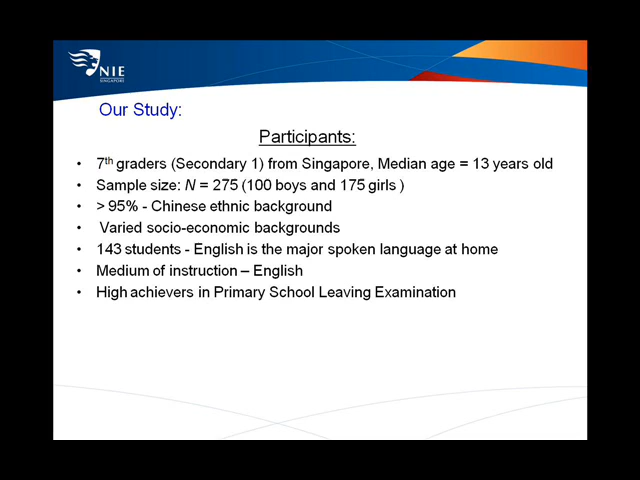 NIE
SINGAPORE
Our Study:
Participants:
• 7th graders (Secondary 1) from Singapore, Median age = 13 years old
• Sample size: N = 275 (100 boys and 175 girls )
• > 95% - Chinese ethnic background
• Varied socio-economic backgrounds
• 143 students - English is the major spoken language at home
• Medium of instruction – English
• High achievers in Primary School Leaving Examination